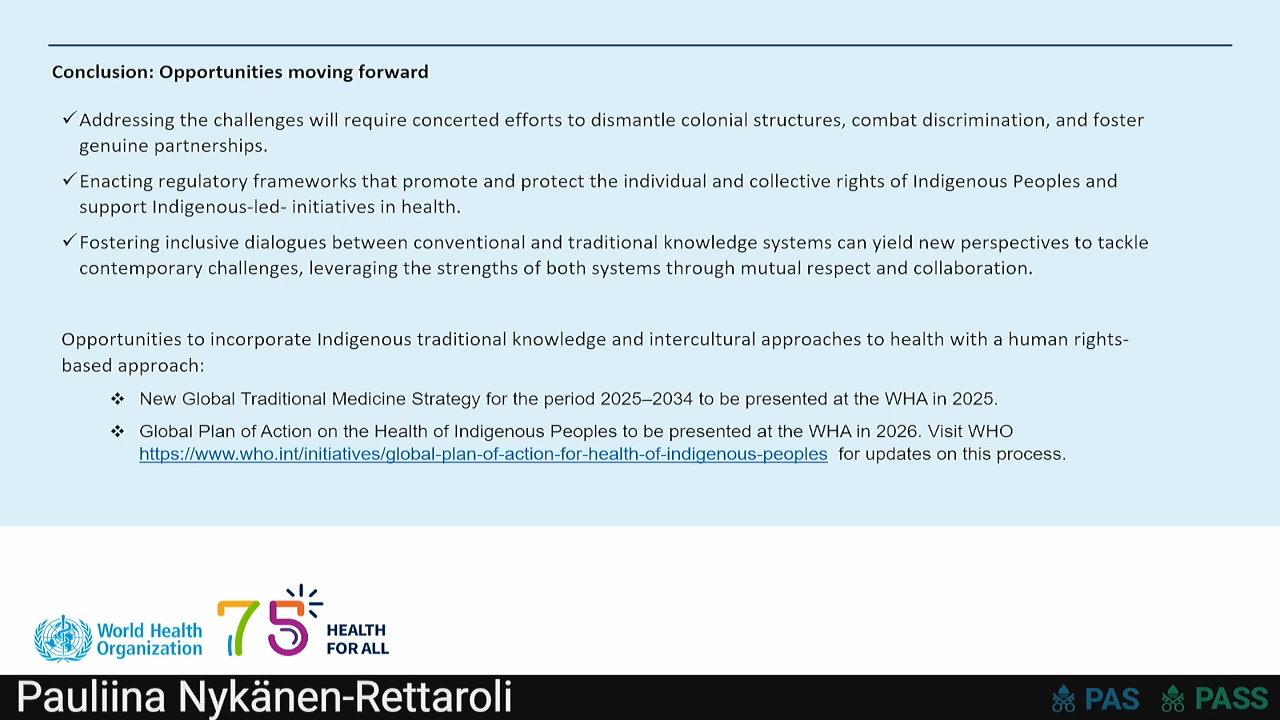 Conclusion: Opportunities moving forward
✓Addressing the challenges will require concerted efforts to dismantle colonial structures, combat discrimination, and foster
genuine partnerships.
✓Enacting regulatory frameworks that promote and protect the individual and collective rights of Indigenous Peoples and
support Indigenous-led- initiatives in health.
✓Fostering inclusive dialogues between conventional and traditional knowledge systems can yield new perspectives to tackle
contemporary challenges, leveraging the strengths of both systems through mutual respect and collaboration.
Opportunities to incorporate Indigenous traditional knowledge and intercultural approaches to health with a human rights-
based approach:
❖ New Global Traditional Medicine Strategy for the period 2025–2034 to be presented at the WHA in 2025.
❖ Global Plan of Action on the Health of Indigenous Peoples to be presented at the WHA in 2026. Visit WHO
https://www.who.int/initiatives/global-plan-of-action-for-health-of-indigenous-peoples for updates on this process.
World Health
Organization
75
HEALTH
FOR ALL
Pauliina Nykänen-Rettaroli
PAS PASS